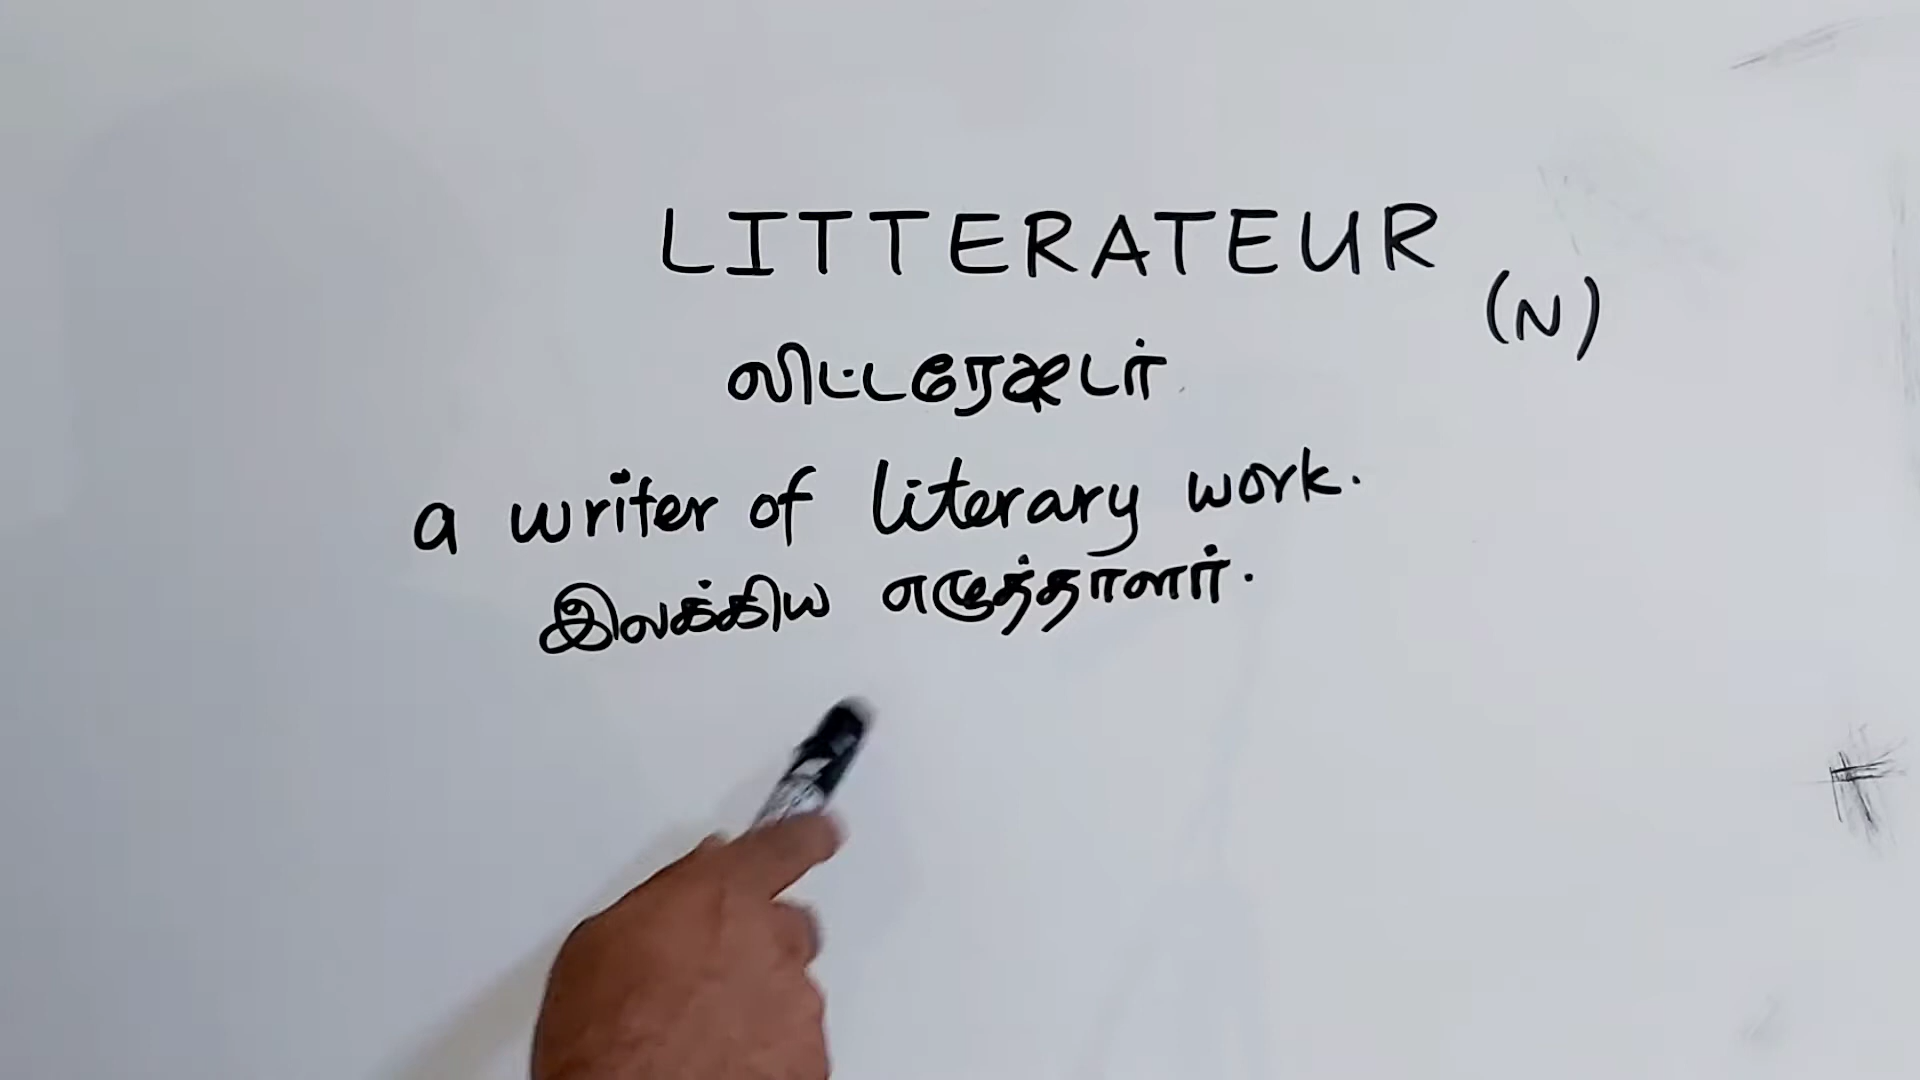 LITTERATEUR
(N)
லிட்டரேஜடர்
a writer of literary work.
இலக்கிய எழுத்தாளர்.